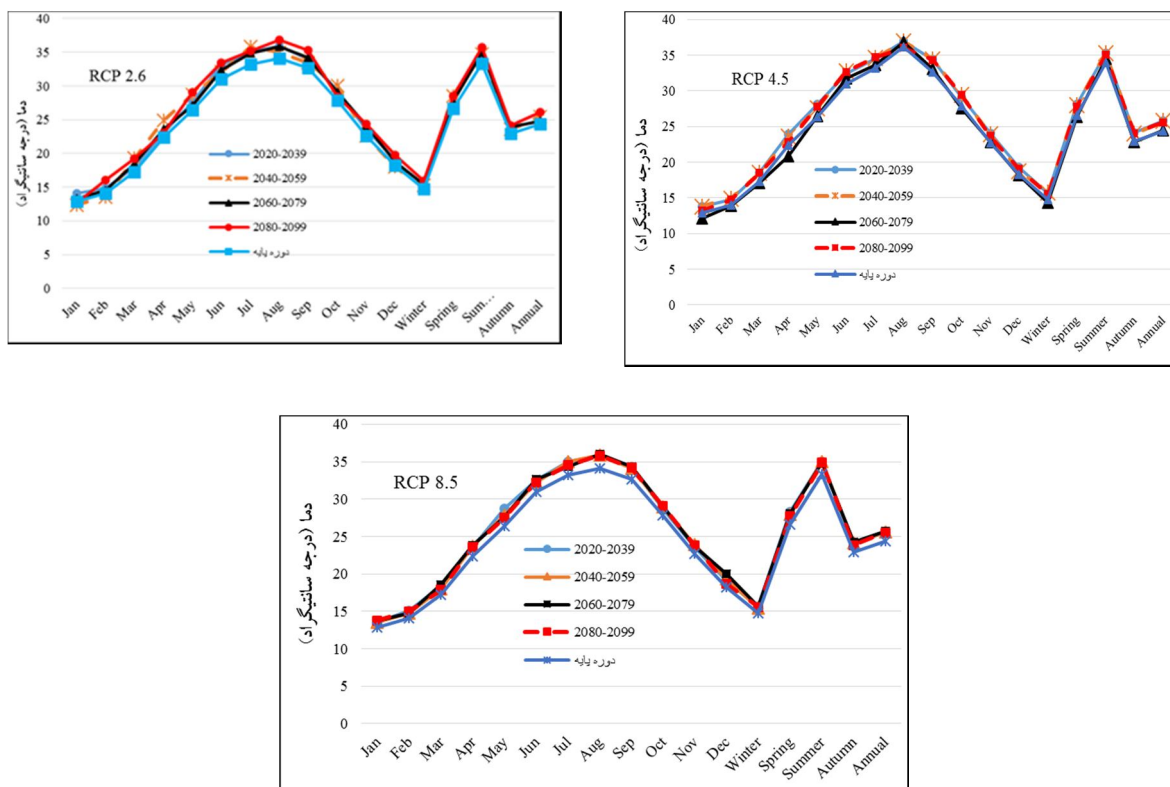 40
35
30
25
20
15
10
5
0
دما (درجه سانتیگراد)
RCP 2.6
2020-2039
2040-2059
2060-2079
2080-2099
دوره پایه
Jan
Feb
Mar
Apr
May
Jun
Jul
Aug
Sep
Oct
Nov
Dec
Winter
Spring
Sum...
Autumn
Annual
40
35
30
25
20
15
10
5
0
دما (درجه سانتیگراد)
RCP 4.5
2020-2039
2040-2059
2060-2079
2080-2099
دوره پایه
Jan
Feb
Mar
Apr
May
Jun
Jul
Aug
Sep
Oct
Nov
Dec
Winter
Spring
Summer
Autumn
Annual
40
35
30
25
20
15
10
5
0
دما (درجه سانتیگراد)
RCP 8.5
2020-2039
2040-2059
2060-2079
2080-2099
دوره پایه
Jan
Feb
Mar
Apr
May
Jun
Jul
Aug
Sep
Oct
Nov
Dec
Winter
Spring
Summer
Autumn
Annual